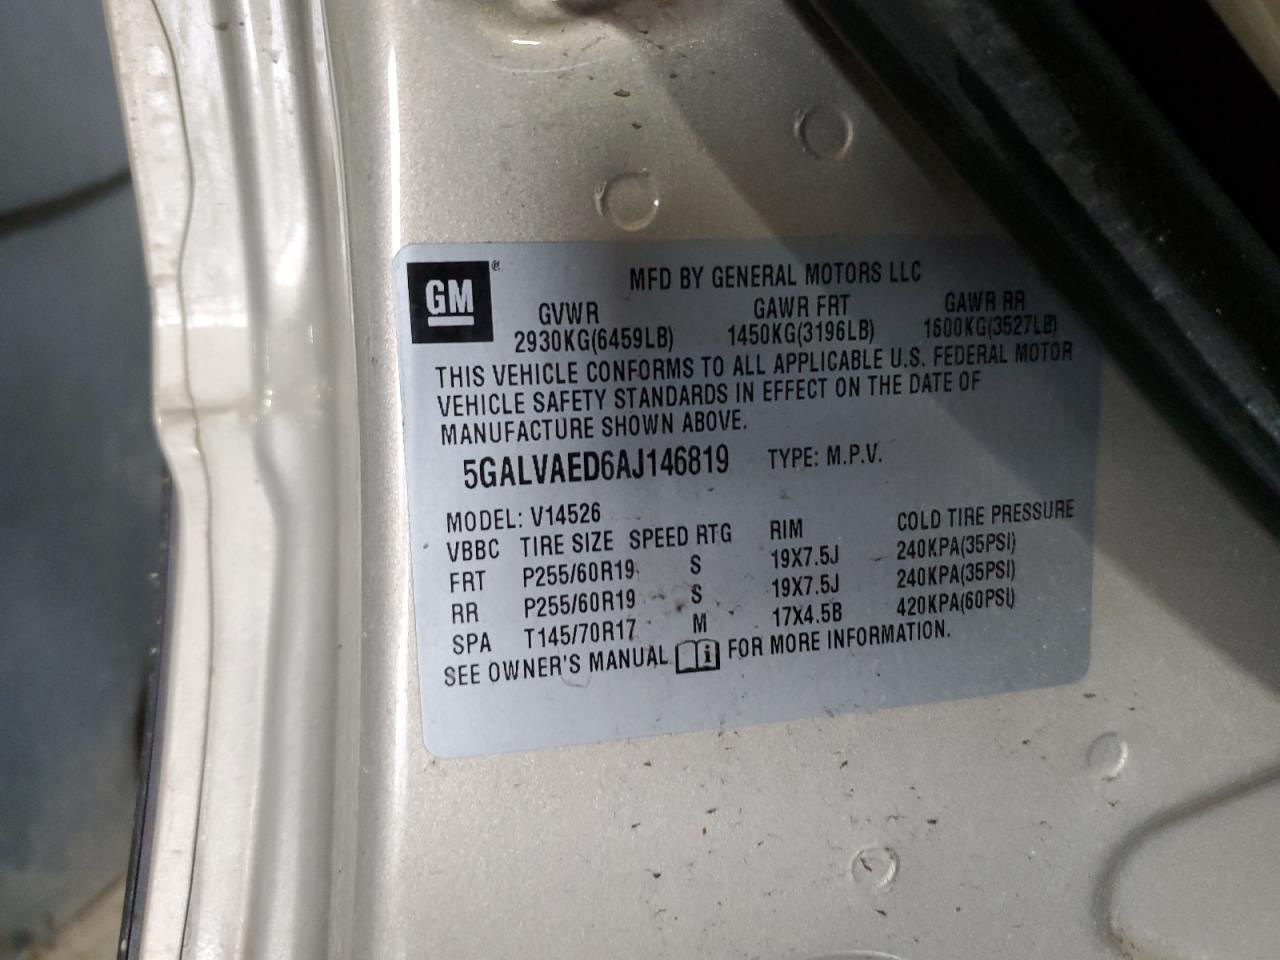 GM ®
MFD BY GENERAL MOTORS LLC
GVWR GAWR FRT GAWR RR
2930KG(6459LB) 1450KG(3196LB) 1600KG(3527LB)
THIS VEHICLE CONFORMS TO ALL APPLICABLE U.S. FEDERAL MOTOR
VEHICLE SAFETY STANDARDS IN EFFECT ON THE DATE OF
MANUFACTURE SHOWN ABOVE.
5GALVAED6AJ146819 TYPE: M.P.V.
MODEL: V14526
VBBC TIRE SIZE SPEED RTG RIM COLD TIRE PRESSURE
FRT P255/60R19 S 19X7.5J 240KPA(35PSI)
RR P255/60R19 S 19X7.5J 240KPA(35PSI)
SPA T145/70R17 M 17X4.5B 420KPA(60PSI)
SEE OWNER'S MANUAL i FOR MORE INFORMATION.